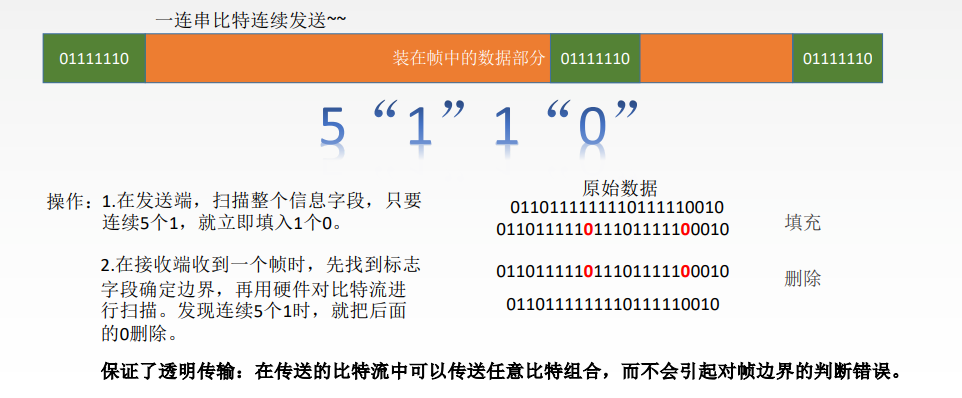 一连串比特连续发送~~
01111110 装在帧中的数据部分 01111110 01111110
5“1”1“0”
操作：1.在发送端，扫描整个信息字段，只要
连续5个1，就立即填入1个0。
2.在接收端收到一个帧时，先找到标志
字段确定边界，再用硬件对比特流进
行扫描。发现连续5个1时，就把后面
的0删除。
原始数据
0110111111110111110010
011011111011101111100010 填充
011011111011101111100010 删除
0110111111110111110010
保证了透明传输：在传送的比特流中可以传送任意比特组合，而不会引起对帧边界的判断错误。